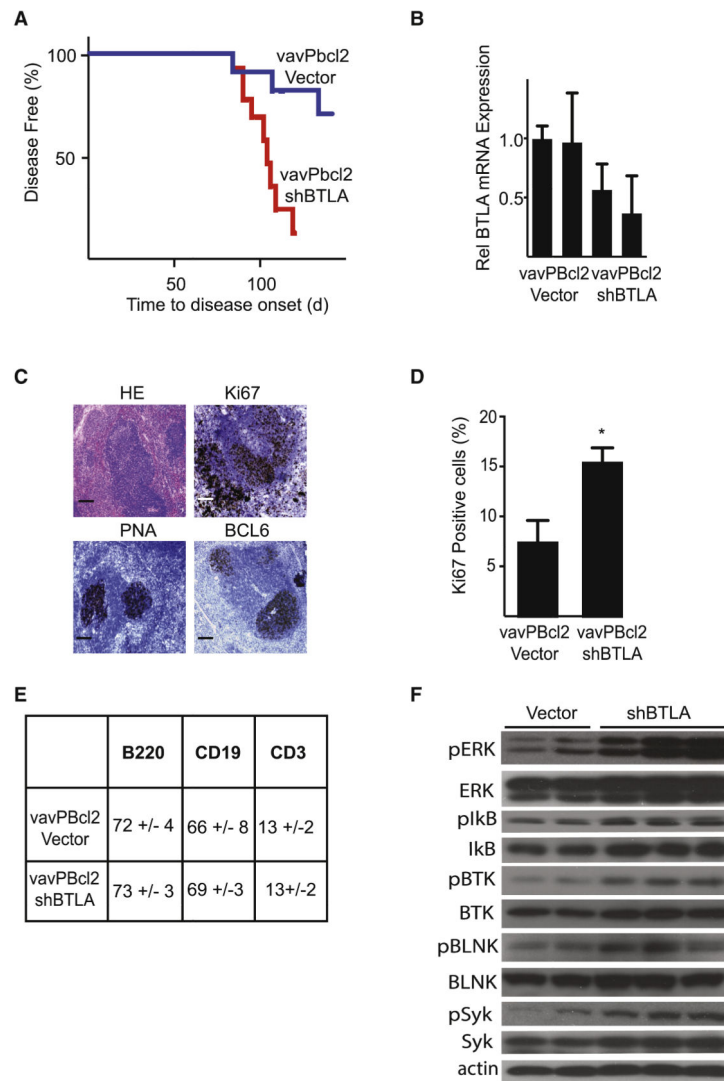 A
100
50
Disease Free (%)
vavPbcl2
Vector
vavPbcl2
shBTLA
50 100
Time to disease onset (d)
B
Rel BTLA mRNA Expression
1.0
0.5
vavPBcl2 vavPBcl2
Vector shBTLA
C
HE Ki67
PNA BCL6
D
Ki67 Positive cells (%)
20
15
10
5
*
vavPBcl2 vavPBcl2
Vector shBTLA
E
B220 CD19 CD3
vavPBcl2
Vector
72 +/- 4 66 +/- 8 13 +/-2
vavPBcl2
shBTLA
73 +/- 3 69 +/-3 13+/-2
F
Vector shBTLA
pERK
ERK
pIkB
IkB
pBTK
BTK
pBLNK
BLNK
pSyk
Syk
actin